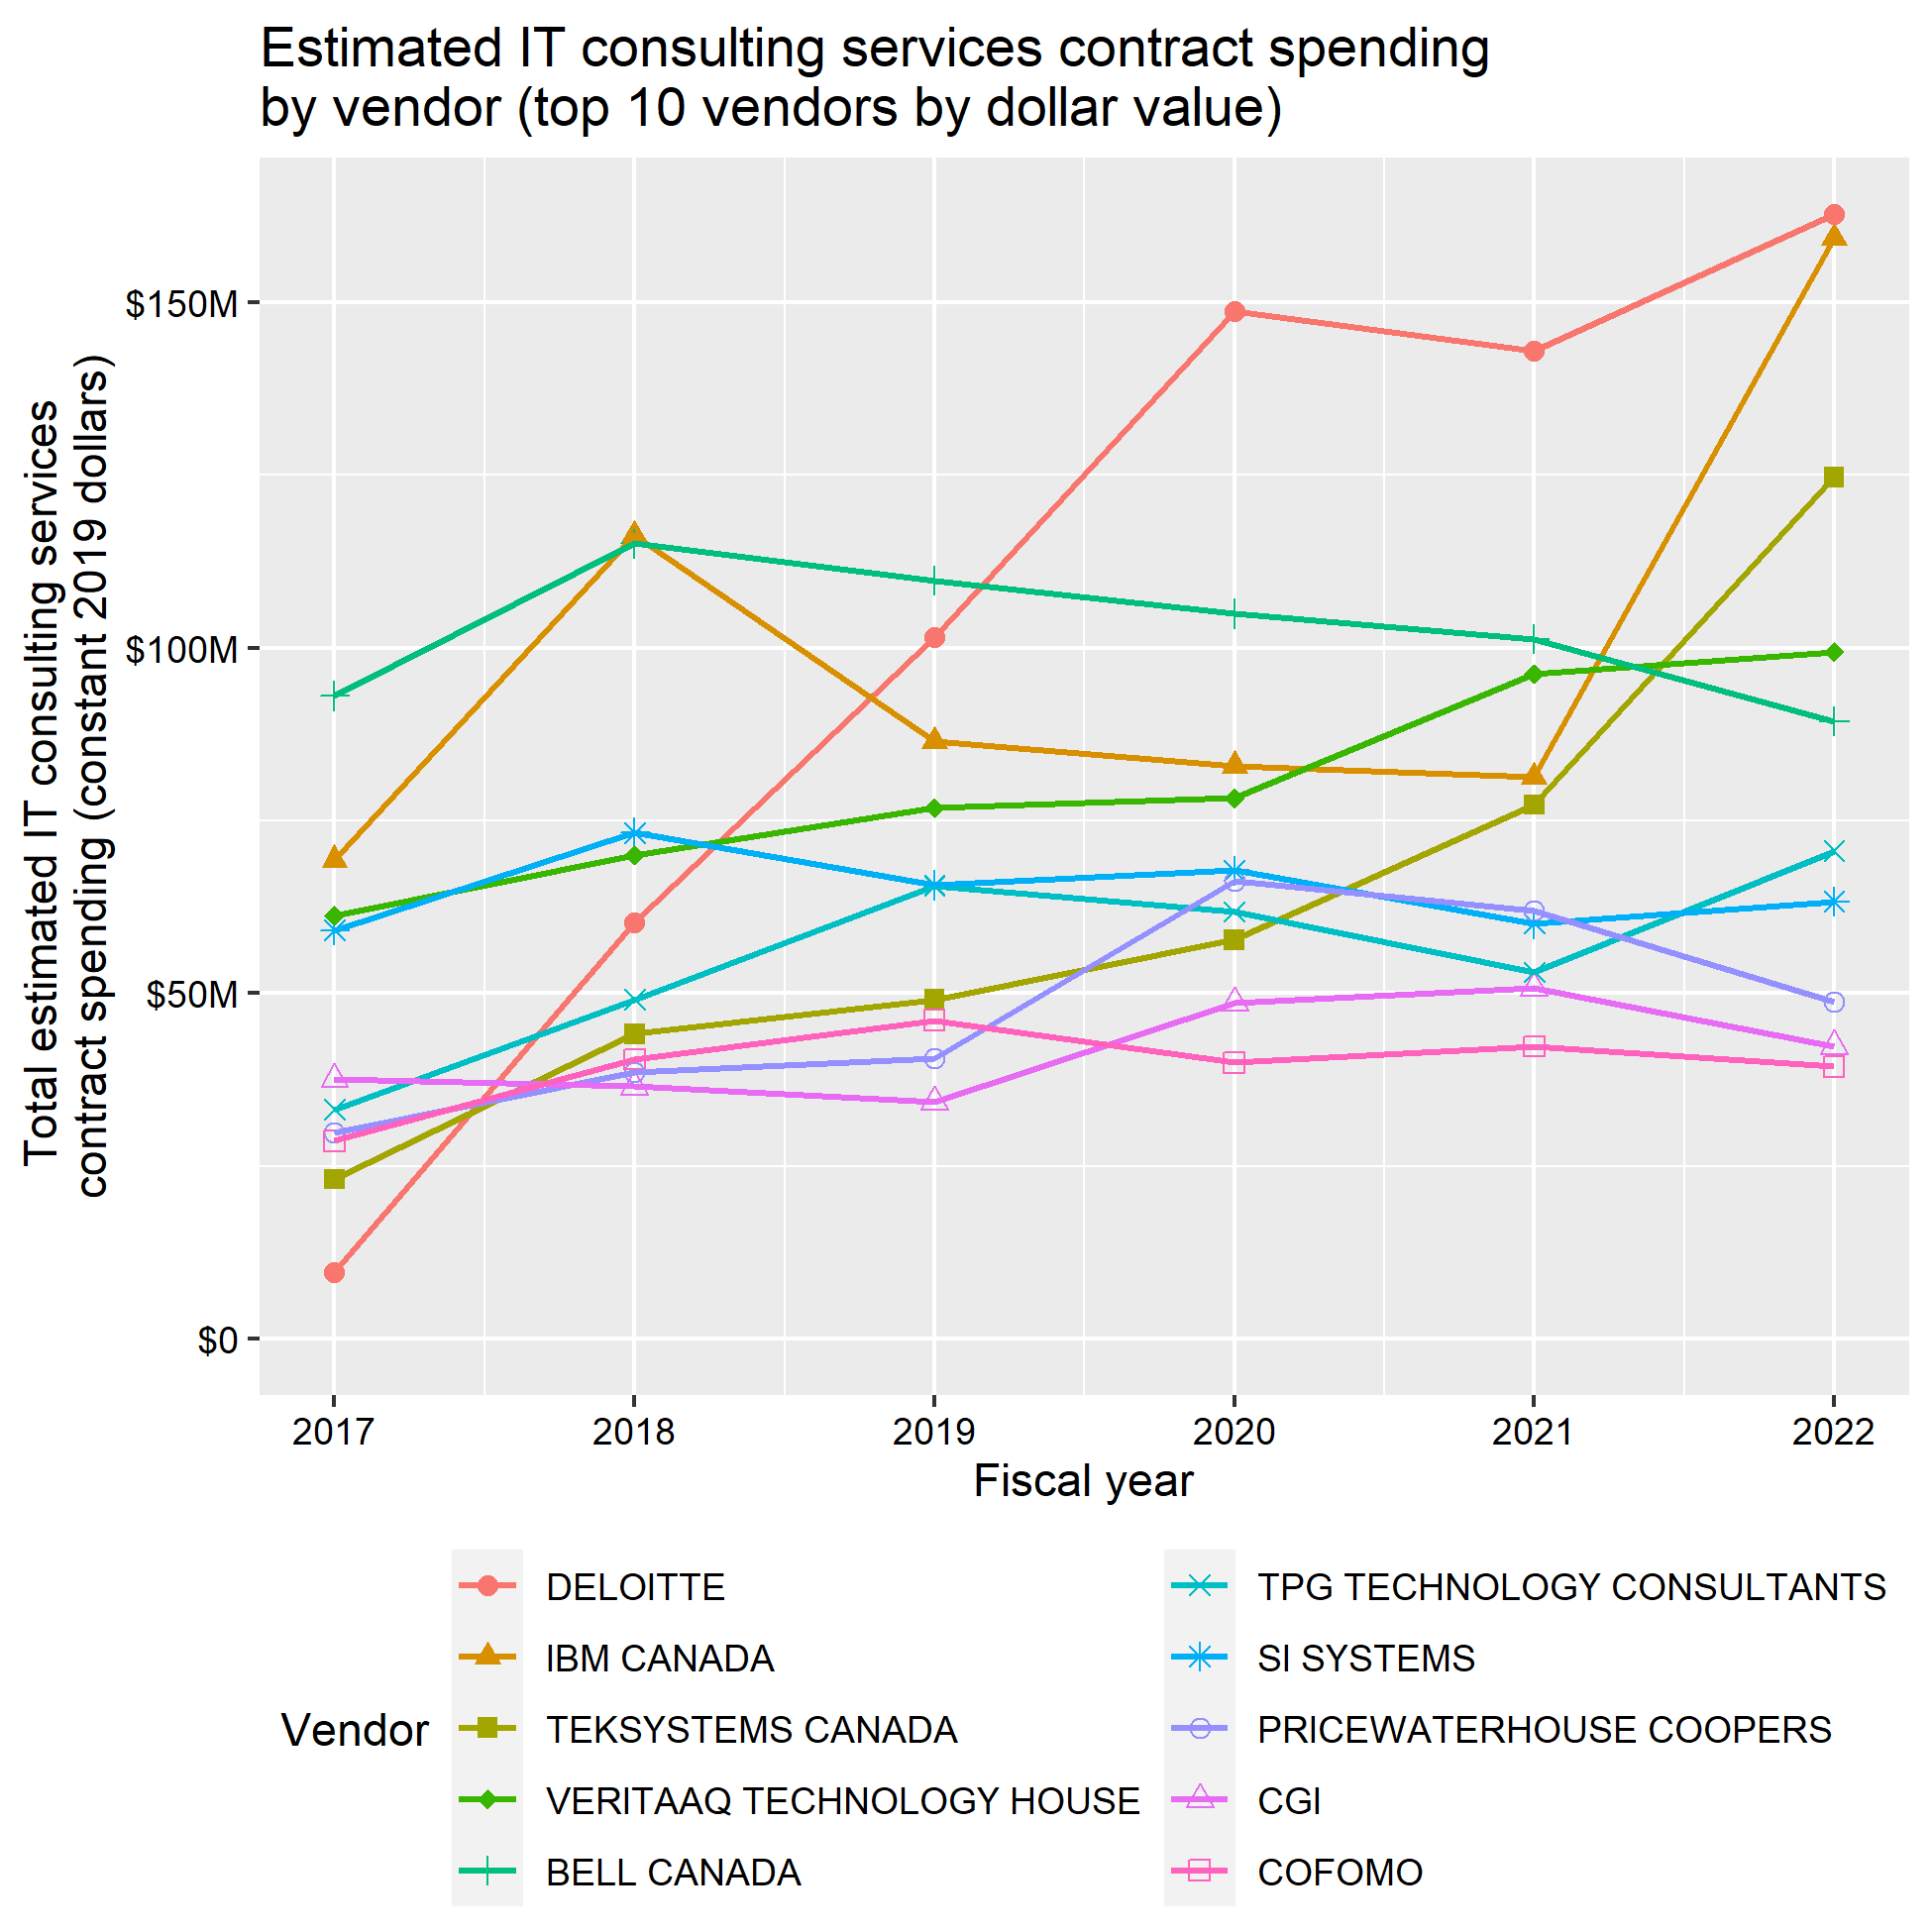 Estimated IT consulting services contract spending
by vendor (top 10 vendors by dollar value)
Total estimated IT consulting services
contract spending (constant 2019 dollars)
$150M
$100M
$50M
$0
2017 2018 2019 2020 2021 2022
Fiscal year
Vendor
DELOITTE
IBM CANADA
TEKSYSTEMS CANADA
VERITAAQ TECHNOLOGY HOUSE
BELL CANADA
TPG TECHNOLOGY CONSULTANTS
SI SYSTEMS
PRICEWATERHOUSE COOPERS
CGI
COFOMO